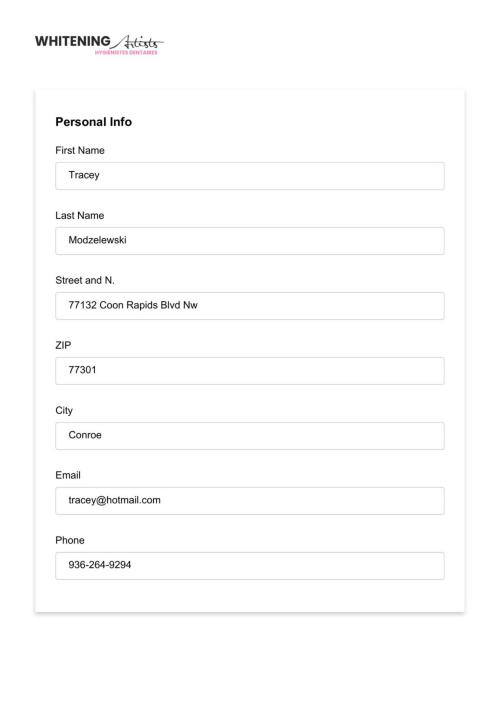 WHITENING Artists
HYGIÉNISTES DENTAIRES
Personal Info
First Name
Tracey
Last Name
Modzelewski
Street and N.
77132 Coon Rapids Blvd Nw
ZIP
77301
City
Conroe
Email
tracey@hotmail.com
Phone
936-264-9294